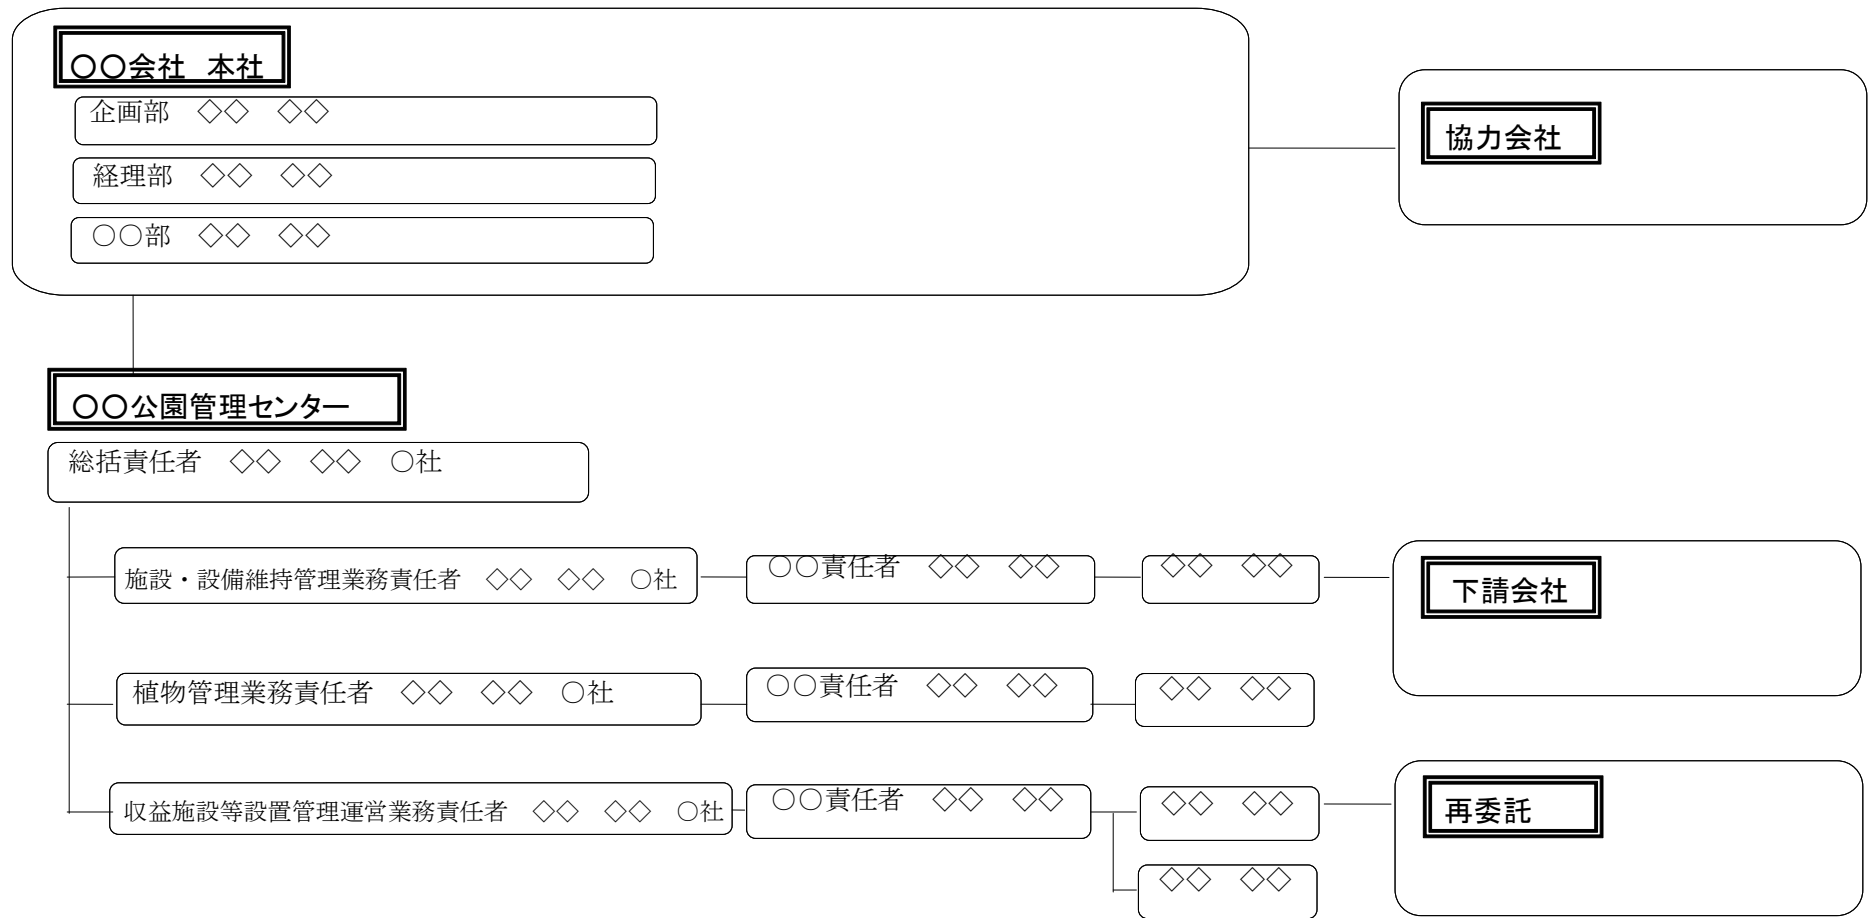 〇〇会社　本社
企画部　◇◇　◇◇
経理部　◇◇　◇◇
〇〇部　◇◇　◇◇
協力会社
〇〇公園管理センター
総括責任者　◇◇　◇◇　〇社
施設・設備維持管理業務責任者　◇◇　◇◇　〇社
〇〇責任者　◇◇　◇◇
◇◇　◇◇
下請会社
植物管理業務責任者　◇◇　◇◇　〇社
〇〇責任者　◇◇　◇◇
◇◇　◇◇
収益施設等設置管理運営業務責任者　◇◇　◇◇　〇社
〇〇責任者　◇◇　◇◇
◇◇　◇◇
再委託
◇◇　◇◇